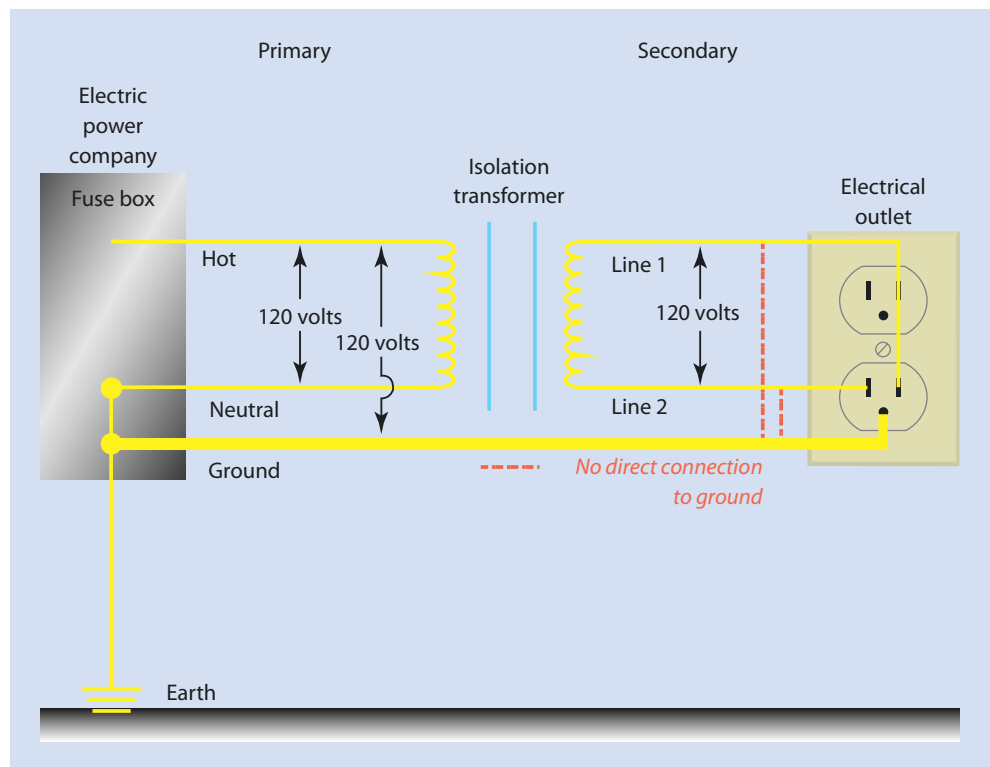 Primary
Secondary
Electric
power
company
Fuse box
Isolation
transformer
Electrical
outlet
Hot
Line 1
120 volts
120 volts
120 volts
Neutral
Line 2
Ground
No direct connection
to ground
Earth